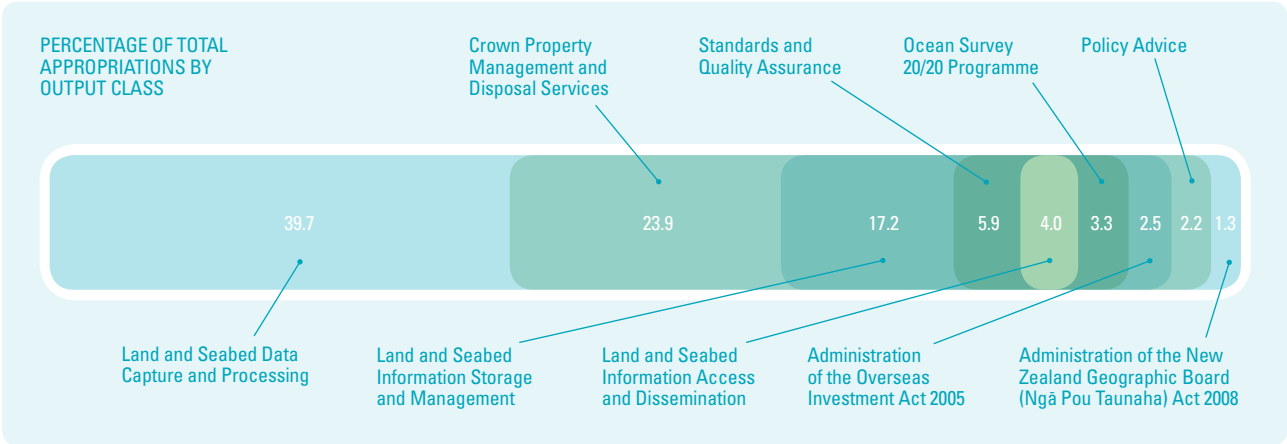 PERCENTAGE OF TOTAL
APPROPRIATIONS BY
OUTPUT CLASS
Crown Property
Management and
Disposal Services
Standards and
Quality Assurance
Ocean Survey
20/20 Programme
Policy Advice
39.7
23.9
17.2
5.9
4.0
3.3
2.5
2.2
1.3
Land and Seabed Data
Capture and Processing
Land and Seabed
Information Storage
and Management
Land and Seabed
Information Access
and Dissemination
Administration
of the Overseas
Investment Act 2005
Administration of the New
Zealand Geographic Board
(Ngā Pou Taunaha) Act 2008